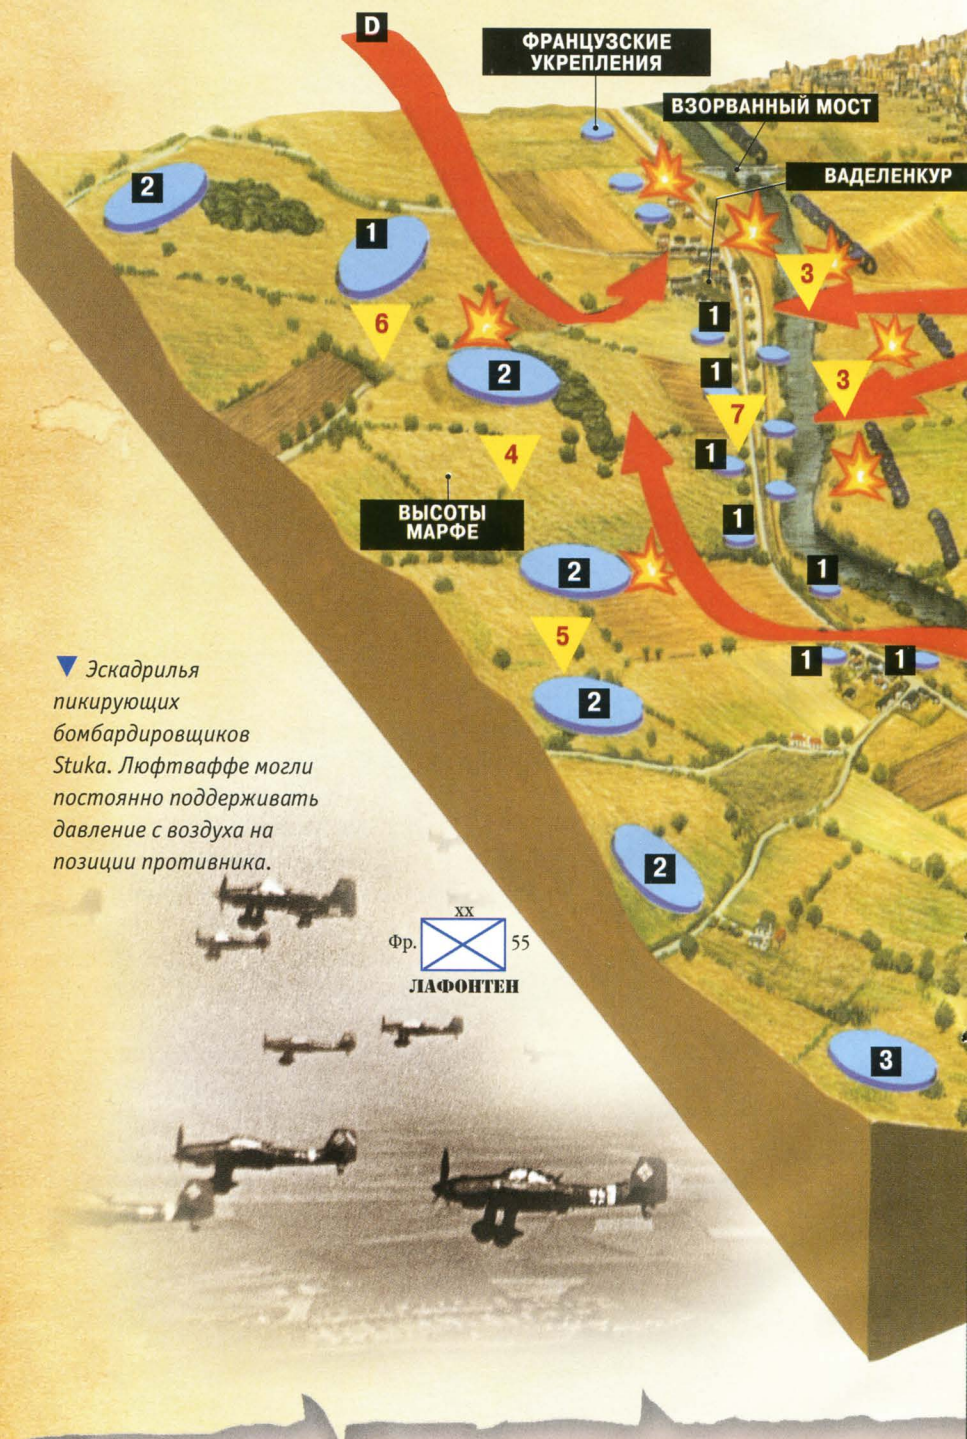 D
ФРАНЦУЗСКИЕ
УКРЕПЛЕНИЯ
ВЗОРВАННЫЙ МОСТ
ВАДЕЛЕНКУР
2
1
3
6
1
2
1
3
7
4
1
ВЫСОТЫ
МАРФЕ
1
2
1
5
1
1
2
Эскадрилья
пикирующих
бомбардировщиков
Stuka. Люфтваффе могли
постоянно поддерживать
давление с воздуха на
позиции противника.
2
XX
Фр. 55
ЛАФОНТЕН
3